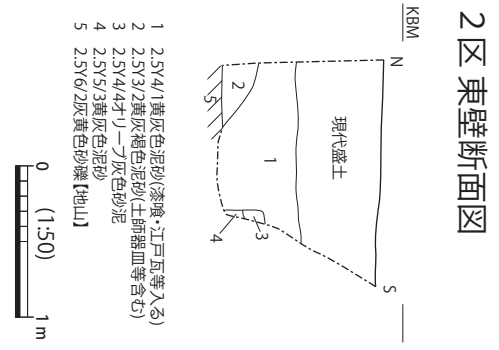 2区 東壁断面図
KBM
N
S
現代盛土
1
2
3
4
5
1 2.5Y4/1黄灰色泥砂(漆喰・江戸瓦等入る)
2 2.5Y3/2黄灰褐色泥砂(土師器皿等含む)
3 2.5Y4/4オリーブ灰色砂泥
4 2.5Y5/3黄灰色泥砂
5 2.5Y6/2灰黄色砂礫【地山】
0 (1:50) 1m